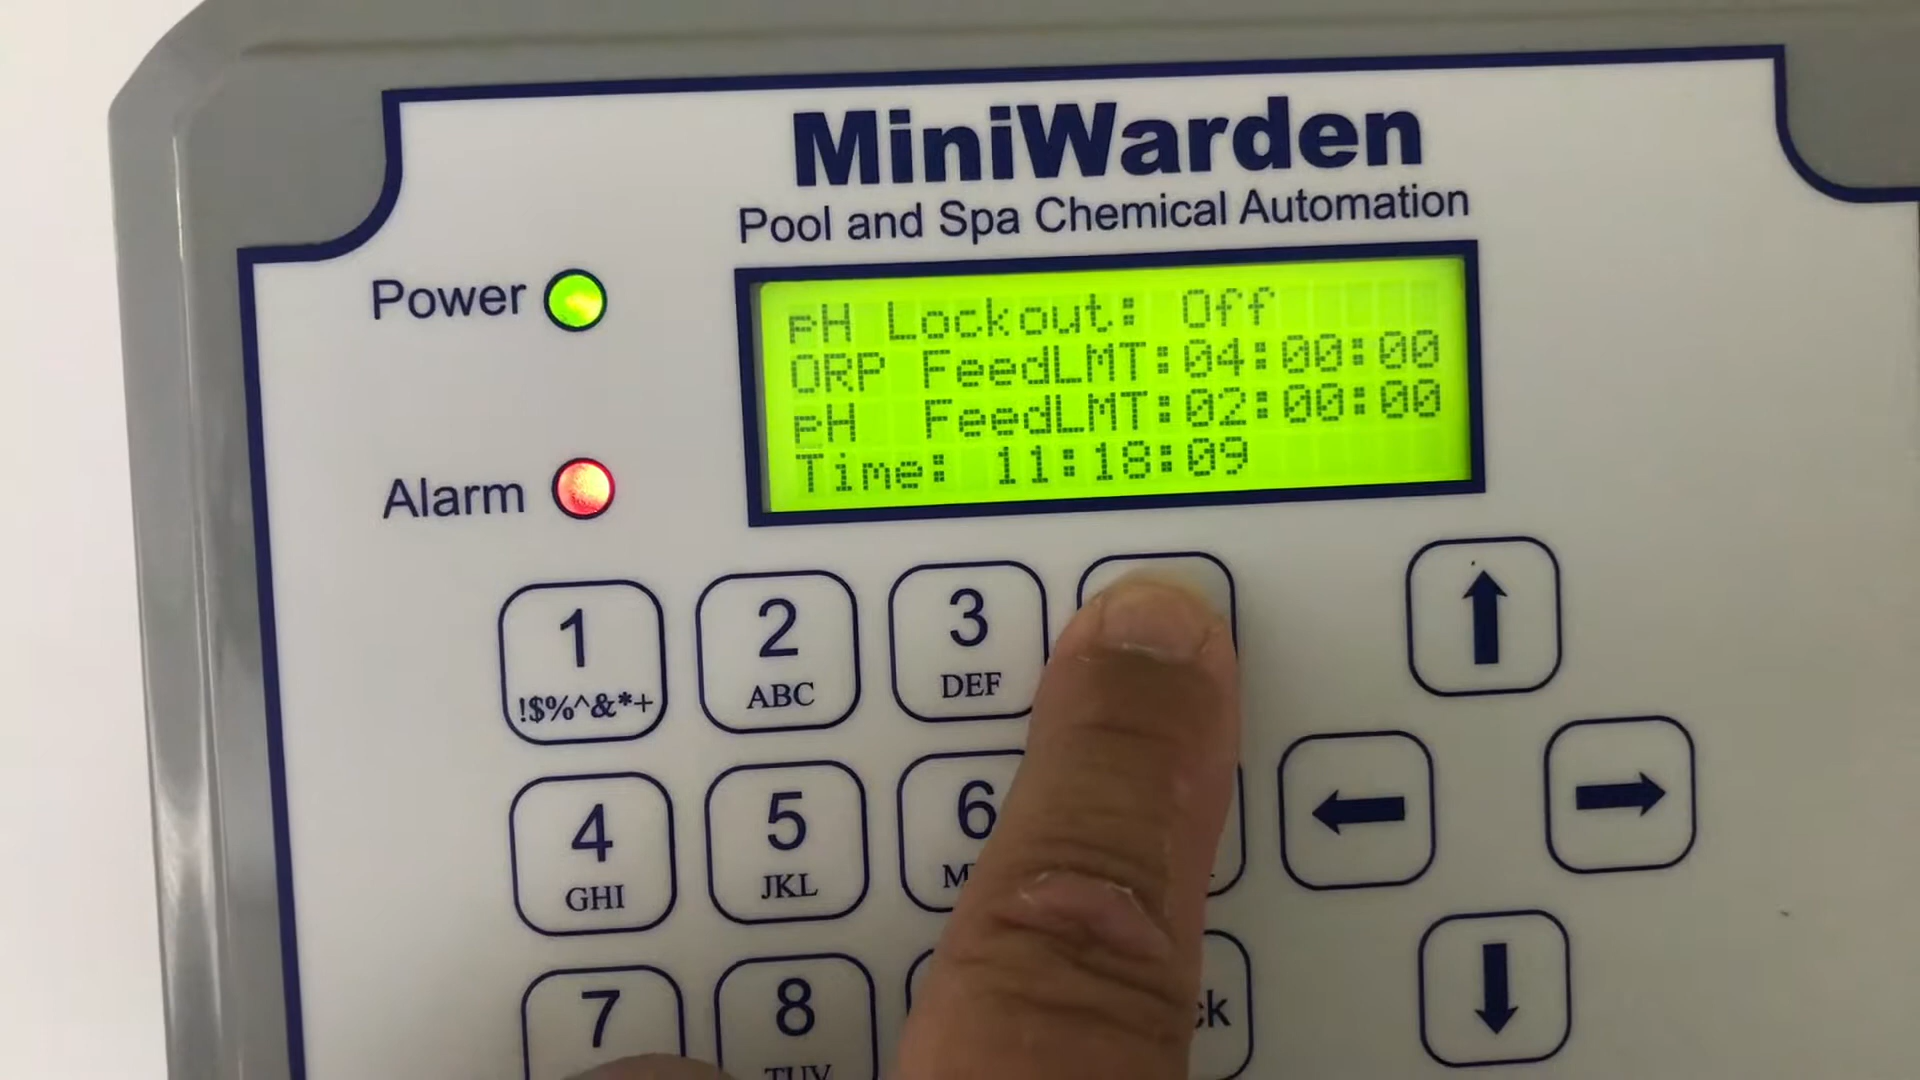 MiniWarden
Pool and Spa Chemical Automation
Power
Alarm
pH Lockout: Off
ORP FeedLMT:04:00:00
pH FeedLMT:02:00:00
Time: 11:18:09
1
!$%^&*+
2
ABC
3
DEF
4
GHI
5
JKL
6
7
8
TUV